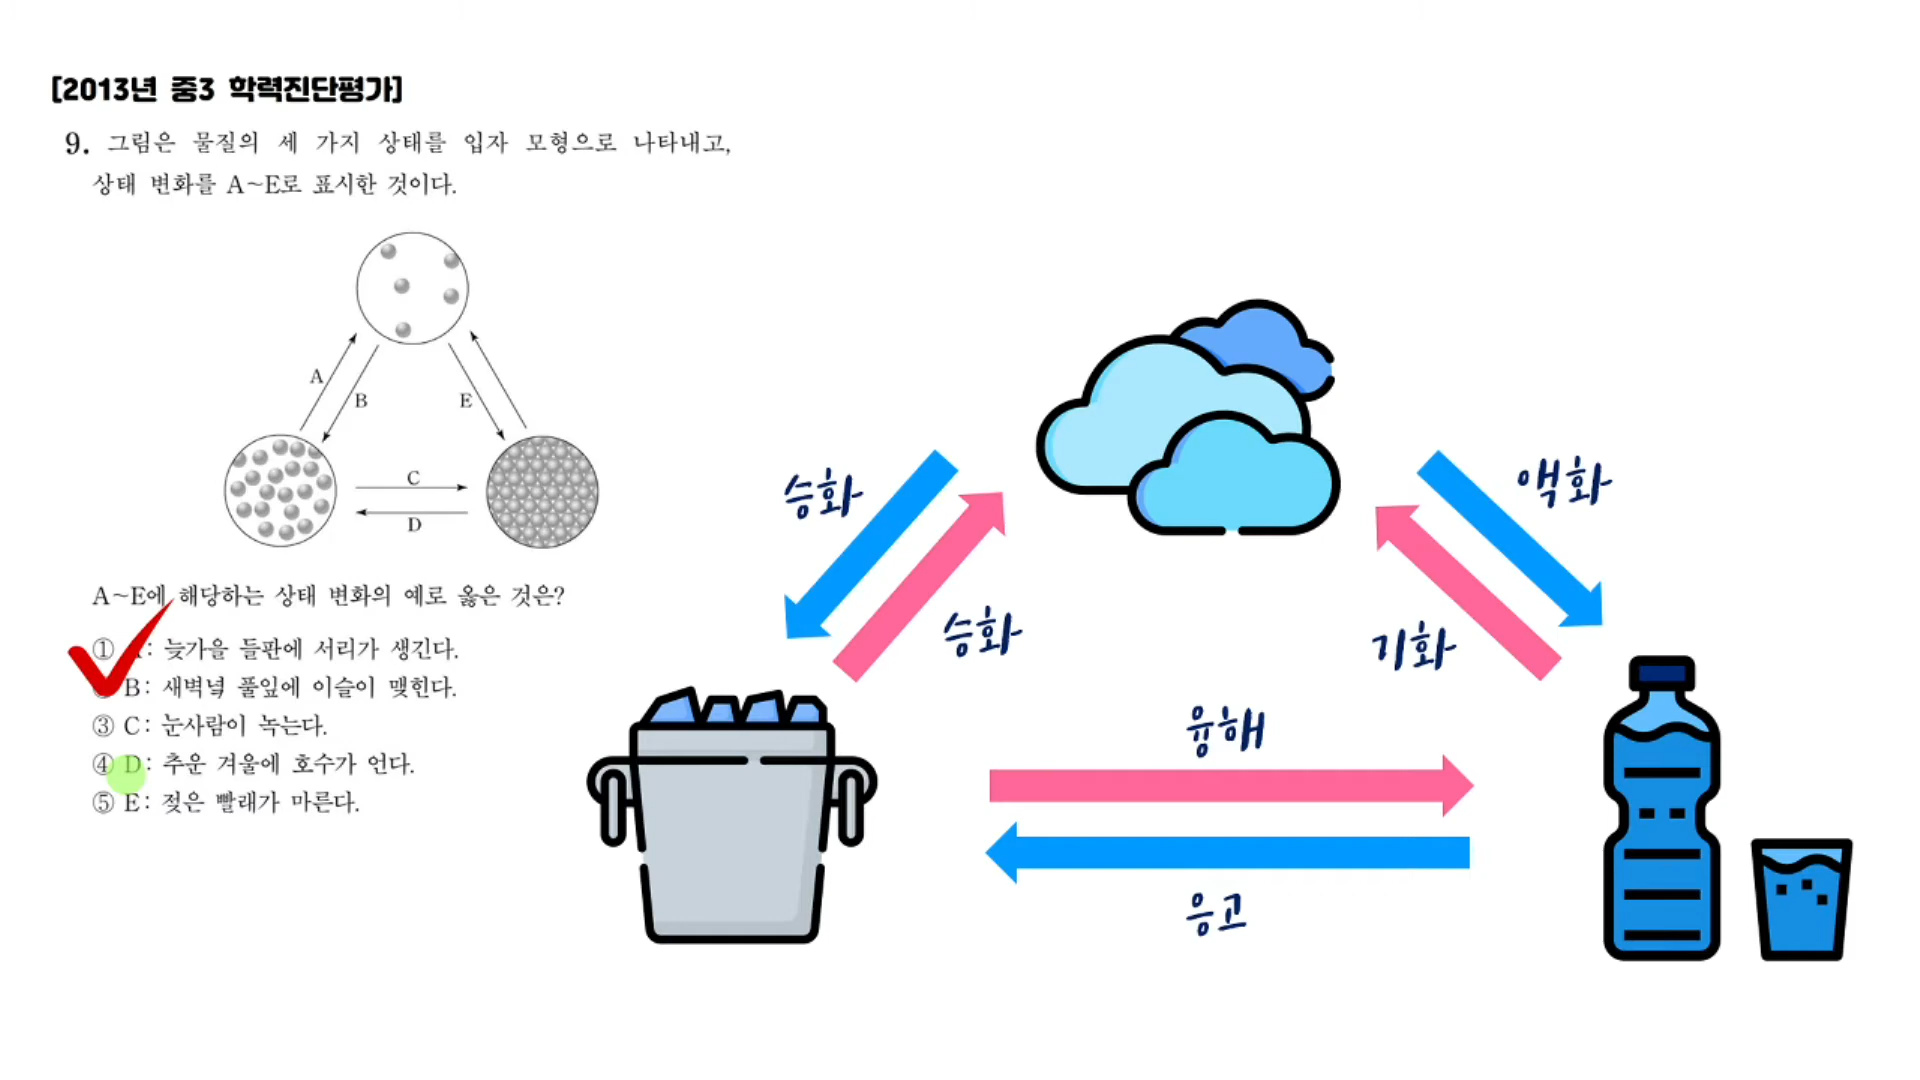 [2013년 중3 학력진단평가]
9. 그림은 물질의 세 가지 상태를 입자 모형으로 나타내고,
상태 변화를 A~E로 표시한 것이다.
A
B
E
C
D
A~E에 해당하는 상태 변화의 예로 옳은 것은?
① : 늦가을 들판에 서리가 생긴다.
B: 새벽녘 풀잎에 이슬이 맺힌다.
③ C: 눈사람이 녹는다.
④ D: 추운 겨울에 호수가 언다.
⑤ E: 젖은 빨래가 마른다.
승화
승화
액화
기화
융해
응고